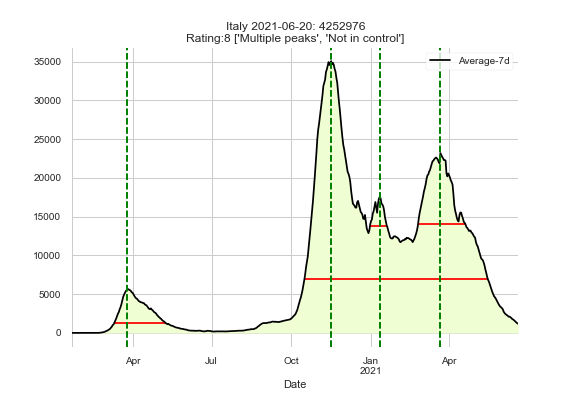 Italy 2021-06-20: 4252976
Rating:8 ['Multiple peaks', 'Not in control']
Average-7d
35000
30000
25000
20000
15000
10000
5000
0
Apr Jul Oct Jan Apr
2021
Date